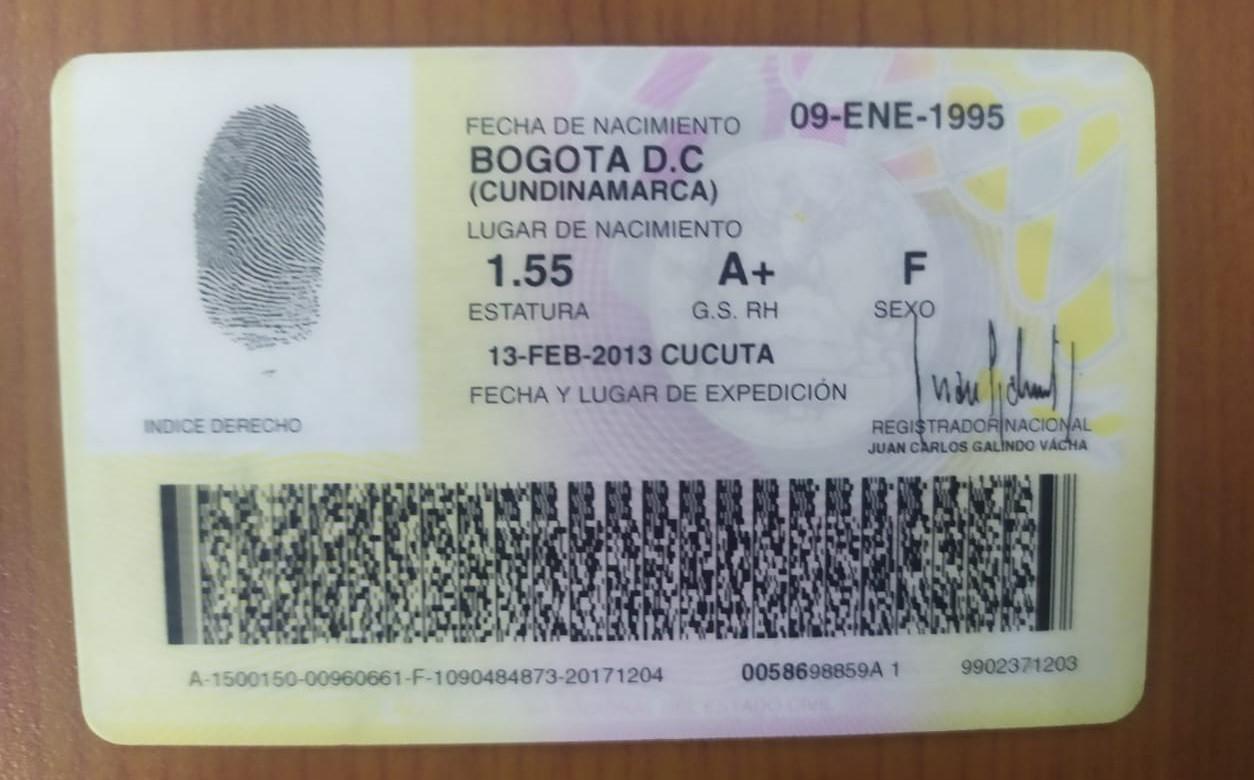 FECHA DE NACIMIENTO 09-ENE-1995
BOGOTA D.C
(CUNDINAMARCA)
LUGAR DE NACIMIENTO
1.55 A+ F
ESTATURA G.S. RH SEXO
13-FEB-2013 CUCUTA
FECHA Y LUGAR DE EXPEDICIÓN
INDICE DERECHO
REGISTRADOR NACIONAL
JUAN CARLOS GALINDO VÁCHA
A-1500150-00960661-F-1090484873-20171204 0058698859A 1 9902371203